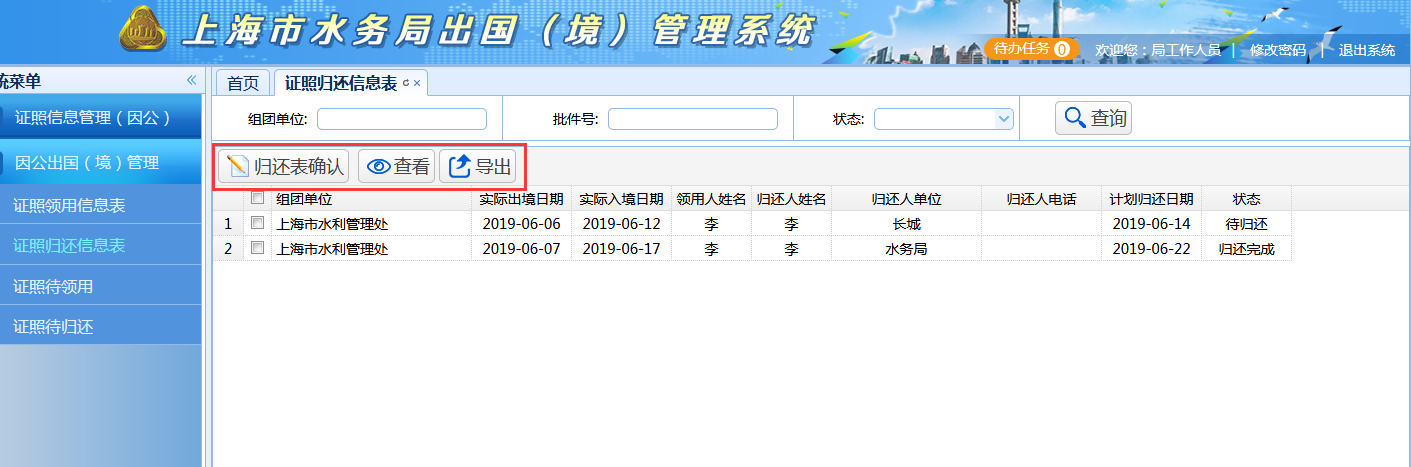 上海市水务局出国（境）管理系统
待办任务 0 欢迎您：局工作人员 | 修改密码 | 退出系统
统菜单
证照信息管理（因公）
因公出国（境）管理
证照领用信息表
证照归还信息表
证照待领用
证照待归还
首页 证照归还信息表
组团单位: 批件号: 状态: 查询
归还表确认 查看 导出
组团单位 实际出境日期 实际入境日期 领用人姓名 归还人姓名 归还人单位 归还人电话 计划归还日期 状态
1 上海市水利管理处 2019-06-06 2019-06-12 李 李 长城 2019-06-14 待归还
2 上海市水利管理处 2019-06-07 2019-06-17 李 李 水务局 2019-06-22 归还完成